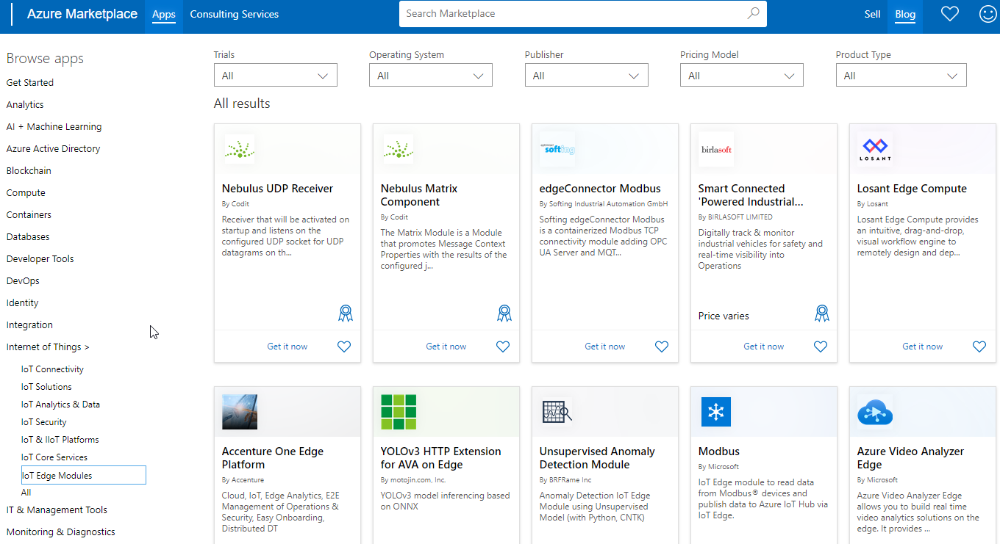 Azure Marketplace
Apps
Consulting Services
Search Marketplace
Sell
Blog
Browse apps
Get Started
Analytics
AI + Machine Learning
Azure Active Directory
Blockchain
Compute
Containers
Databases
Developer Tools
DevOps
Identity
Integration
Internet of Things >
IoT Connectivity
IoT Solutions
IoT Analytics & Data
IoT Security
IoT & IIoT Platforms
IoT Core Services
IoT Edge Modules
All
IT & Management Tools
Monitoring & Diagnostics
Trials
All
Operating System
All
Publisher
All
Pricing Model
All
Product Type
All
All results
Nebulus UDP Receiver
By Codit
Receiver that will be activated on
startup and listens on the
configured UDP socket for UDP
datagrams on th...
Get it now
Nebulus Matrix
Component
By Codit
The Matrix Module is a Module
that promotes Message Context
Properties with the results of the
configured j...
Get it now
optimize!
softing
edgeConnector Modbus
By Softing Industrial Automation GmbH
Softing edgeConnector Modbus
is a containerized Modbus TCP
connectivity module adding OPC
UA Server and MQT...
Get it now
birlasoft
Smart Connected
'Powered Industrial...
By BIRLASOFT LIMITED
Digitally track & monitor
industrial vehicles for safety and
real-time visibility into
Operations
Price varies
Get it now
LOSANT
Losant Edge Compute
By Losant
Losant Edge Compute provides
an intuitive, drag-and-drop,
visual workflow engine to
remotely design and dep...
Get it now
Accenture One Edge
Platform
By Accenture
Cloud, IoT, Edge Analytics, E2E
Management of Operations &
Security, Easy Onboarding,
Distributed DT
YOLOv3 HTTP Extension
for AVA on Edge
By motojin.com, Inc.
YOLOv3 model inferencing based
on ONNX
Unsupervised Anomaly
Detection Module
By BRFRame Inc
Anomaly Detection IoT Edge
Module using Unsupervised
Model (with Python, CNTK)
Modbus
By Microsoft
IoT Edge module to read data
from Modbus® devices and
publish data to Azure IoT Hub via
IoT Edge.
Azure Video Analyzer
Edge
By Microsoft
Azure Video Analyzer Edge
allows you to build real time
video analytics solutions on the
edge. It provides ...